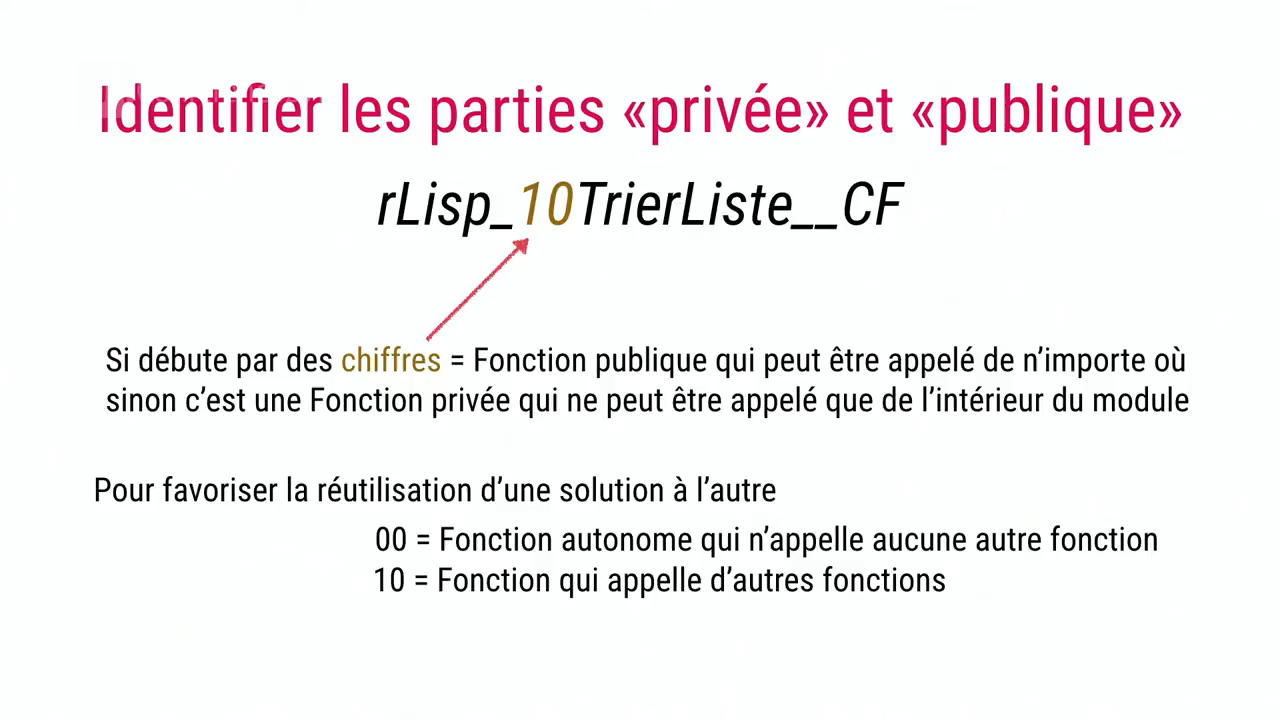 Identifier les parties «privée» et «publique»
rLisp_10TrierListe__CF
Si débute par des chiffres = Fonction publique qui peut être appelé de n’importe où
sinon c’est une Fonction privée qui ne peut être appelé que de l’intérieur du module
Pour favoriser la réutilisation d’une solution à l’autre
00 = Fonction autonome qui n’appelle aucune autre fonction
10 = Fonction qui appelle d’autres fonctions